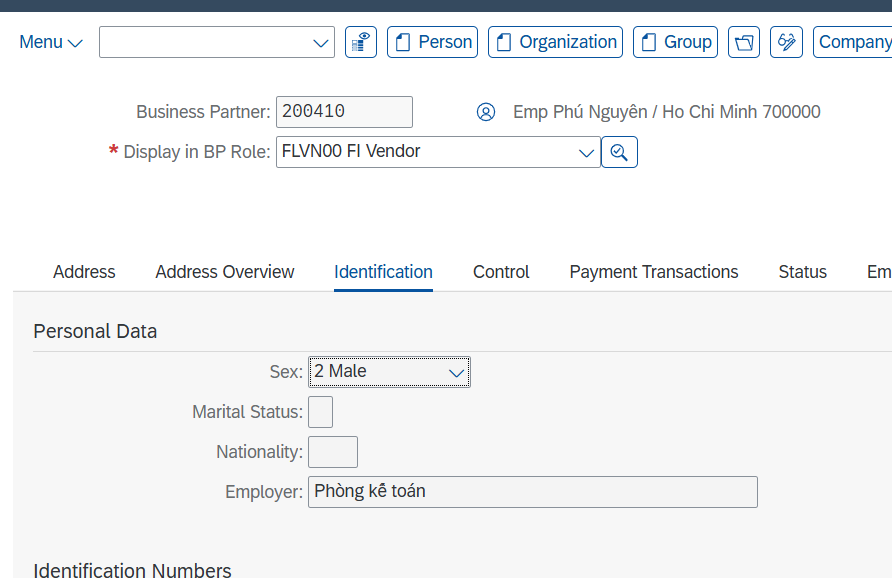 Menu Person Organization Group Company
Business Partner: 200410 Emp Phú Nguyên / Ho Chi Minh 700000
* Display in BP Role: FLVN00 FI Vendor
Address Address Overview Identification Control Payment Transactions Status Em
Personal Data
Sex: 2 Male
Marital Status:
Nationality:
Employer: Phòng kế toán
Identification Numbers